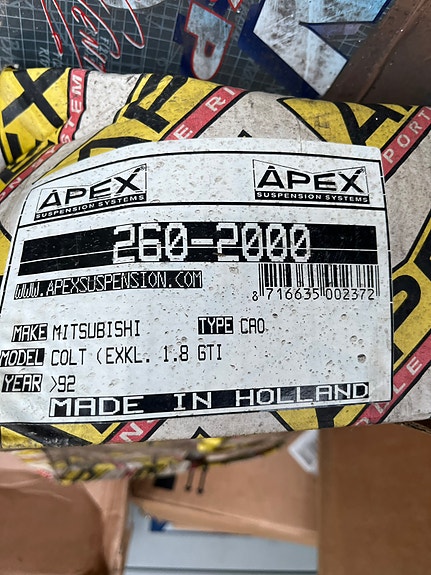 APEX
SUSPENSION SYSTEMS
APEX
SUSPENSION SYSTEMS
260-2000
WWW.APEXSUSPENSION.COM
8 716635 002372
MAKE MITSUBISHI TYPE CAO
MODEL COLT (EXKL. 1.8 GTI
YEAR >92
MADE IN HOLLAND